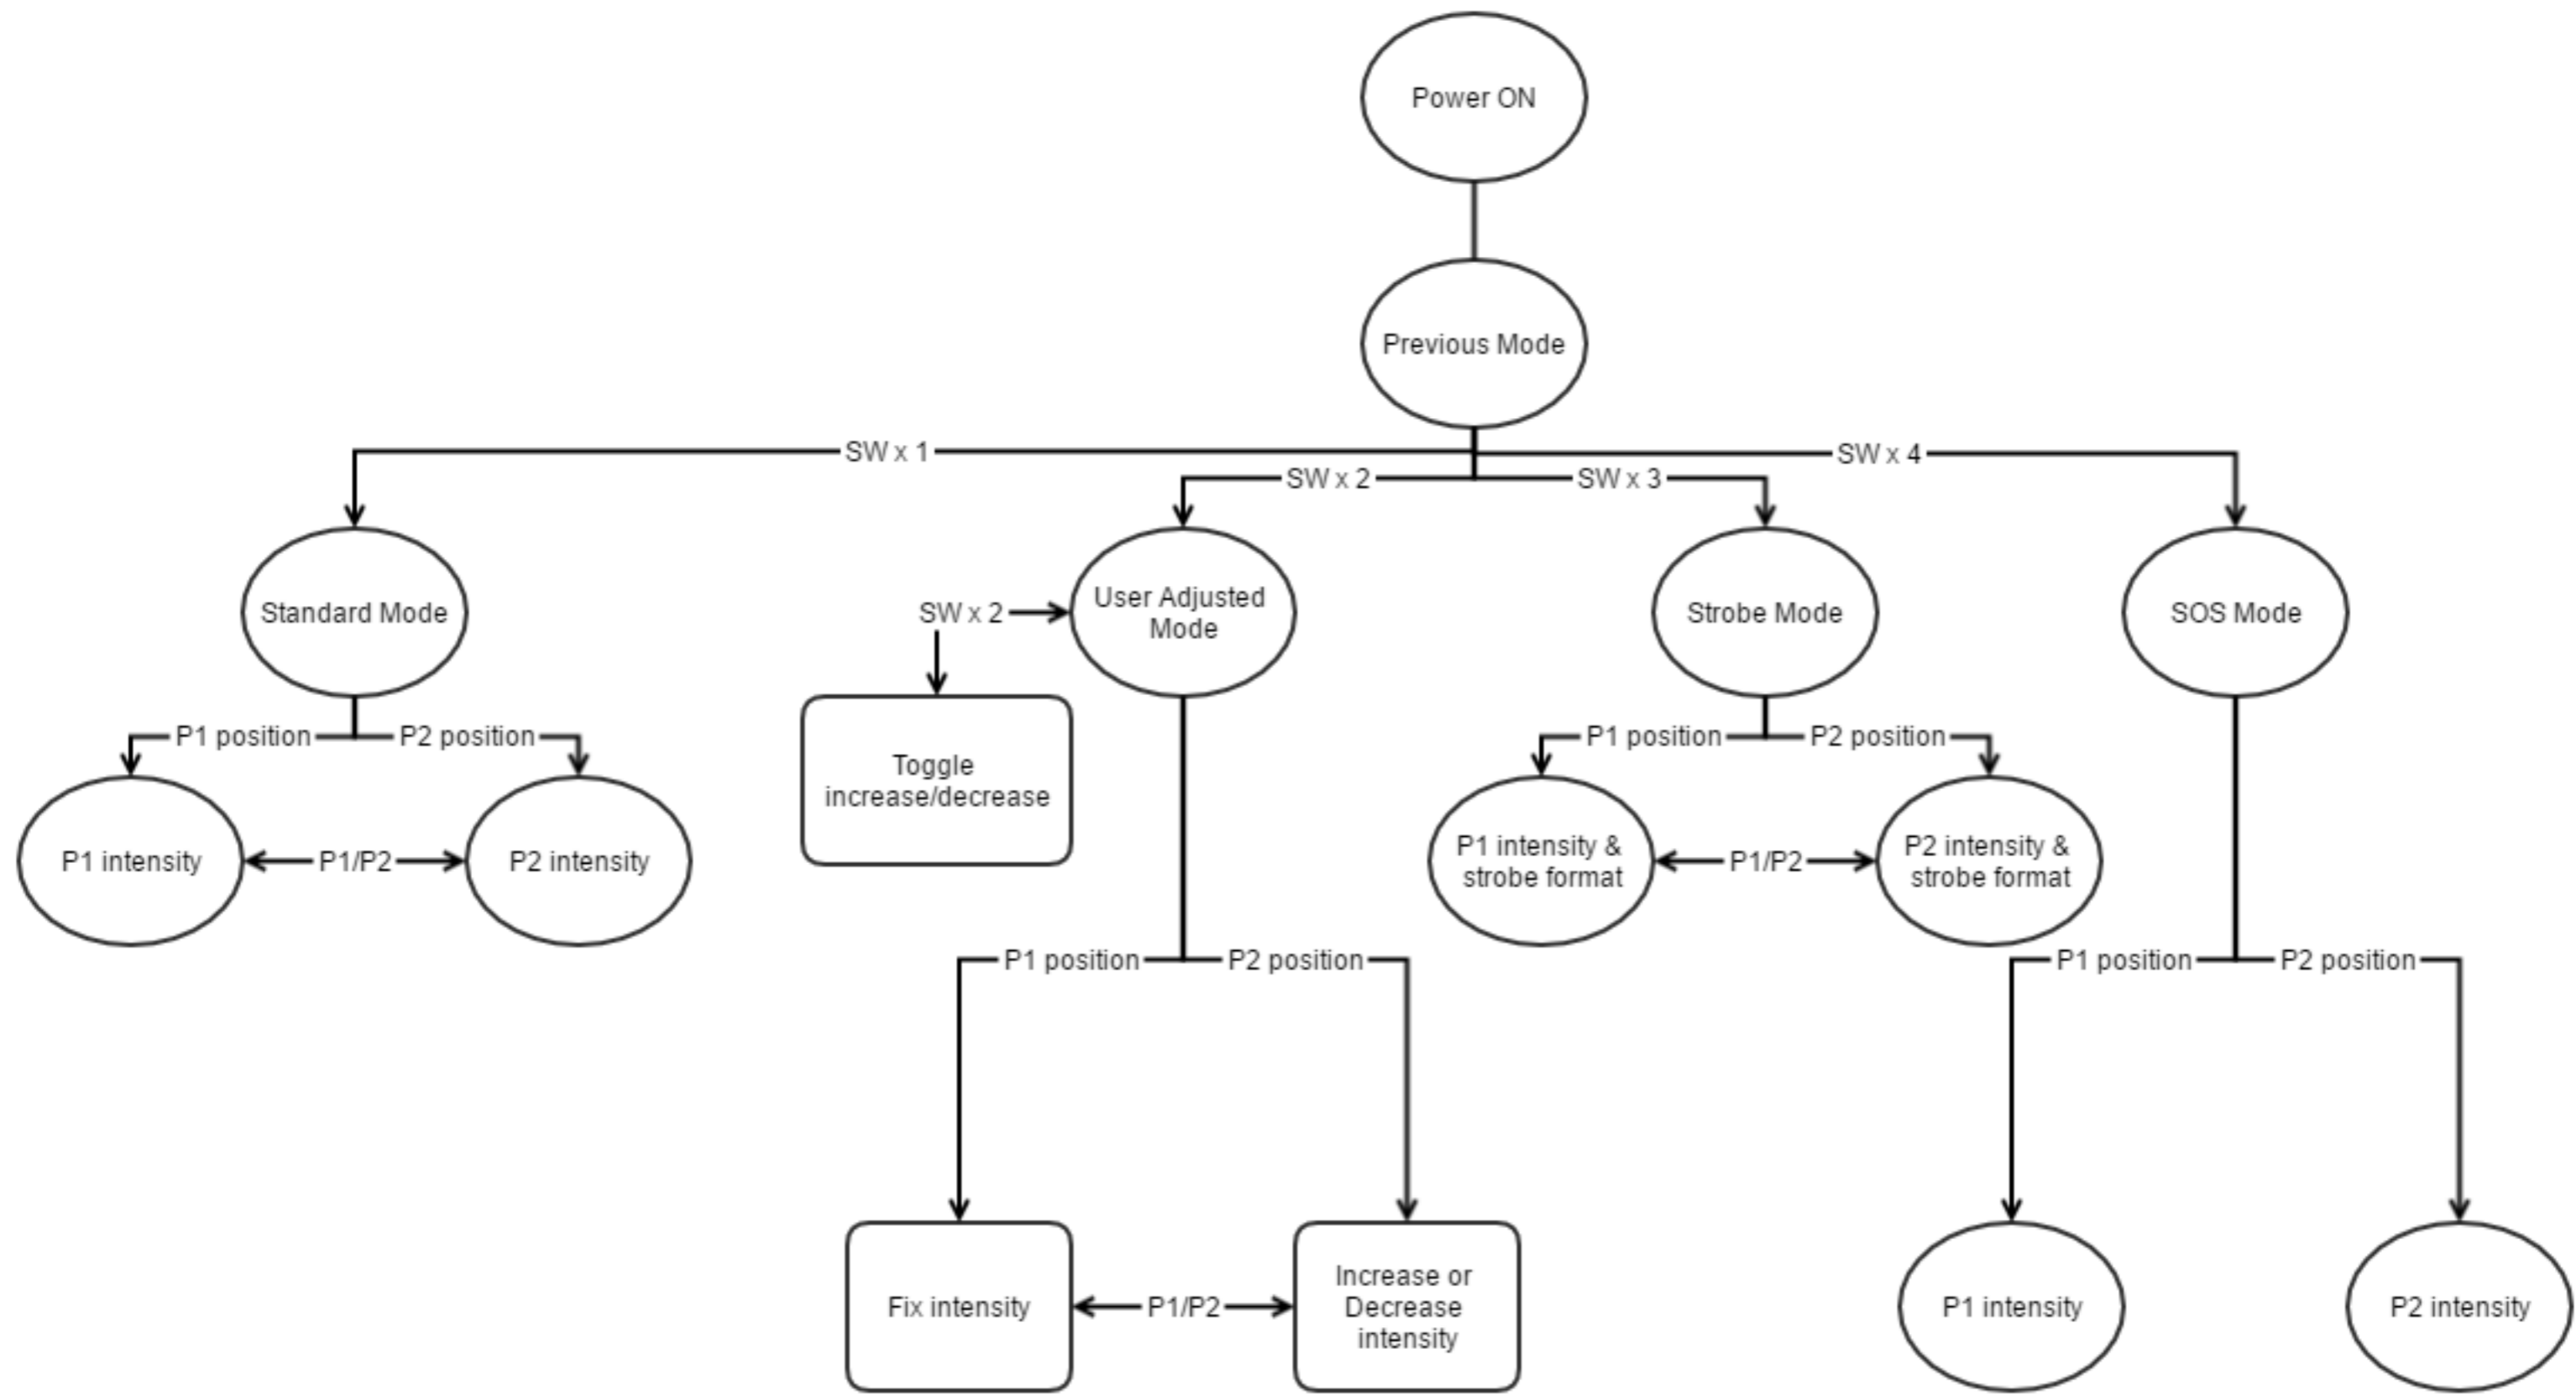 Power ON
Previous Mode
SW x 1
SW x 4
SW x 2
SW x 3
Standard Mode
SW x 2
User Adjusted
Mode
Strobe Mode
SOS Mode
P1 position
P2 position
Toggle
increase/decrease
P1 position
P2 position
P1 intensity
P1/P2
P2 intensity
P1 intensity &
strobe format
P1/P2
P2 intensity &
strobe format
P1 position
P2 position
P1 position
P2 position
Fix intensity
P1/P2
Increase or
Decrease
intensity
P1 intensity
P2 intensity